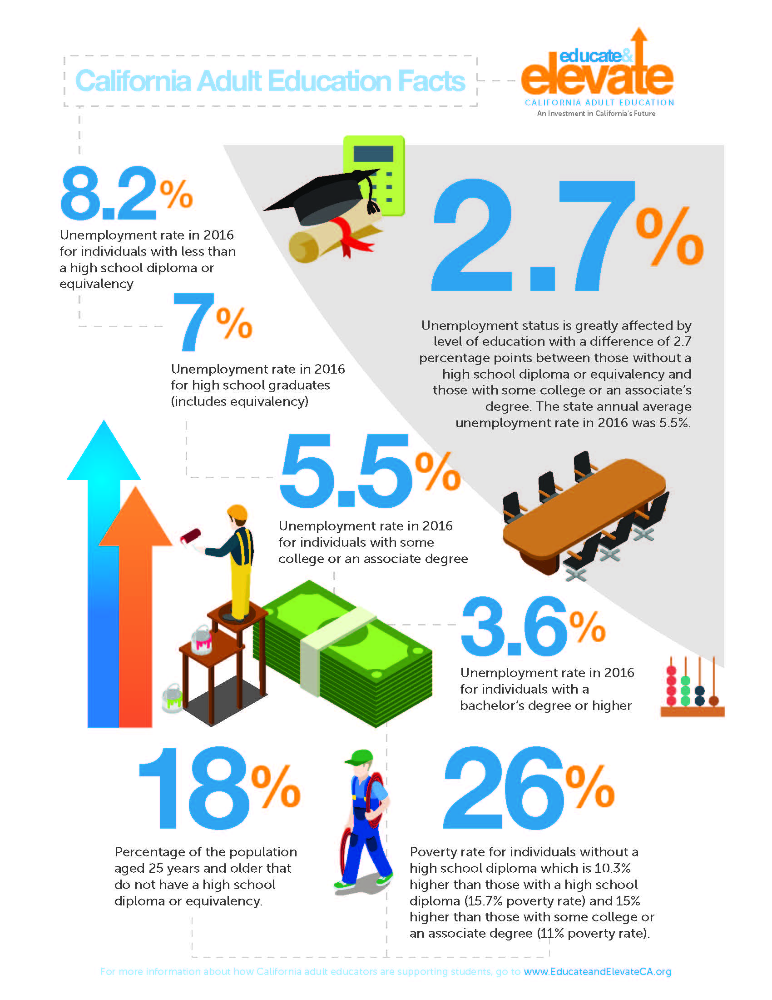 California Adult Education Facts
educate&
elevate
CALIFORNIA ADULT EDUCATION
An Investment in California's Future
8.2%
Unemployment rate in 2016
for individuals with less than
a high school diploma or
equivalency
2.7%
Unemployment status is greatly affected by
level of education with a difference of 2.7
percentage points between those without a
high school diploma or equivalency and
those with some college or an associate's
degree. The state annual average
unemployment rate in 2016 was 5.5%.
7%
Unemployment rate in 2016
for high school graduates
(includes equivalency)
5.5%
Unemployment rate in 2016
for individuals with some
college or an associate degree
3.6%
Unemployment rate in 2016
for individuals with a
bachelor's degree or higher
18%
Percentage of the population
aged 25 years and older that
do not have a high school
diploma or equivalency.
26%
Poverty rate for individuals without a
high school diploma which is 10.3%
higher than those with a high school
diploma (15.7% poverty rate) and 15%
higher than those with some college or
an associate degree (11% poverty rate).
For more information about how California adult educators are supporting students, go to www.EducateandElevateCA.org